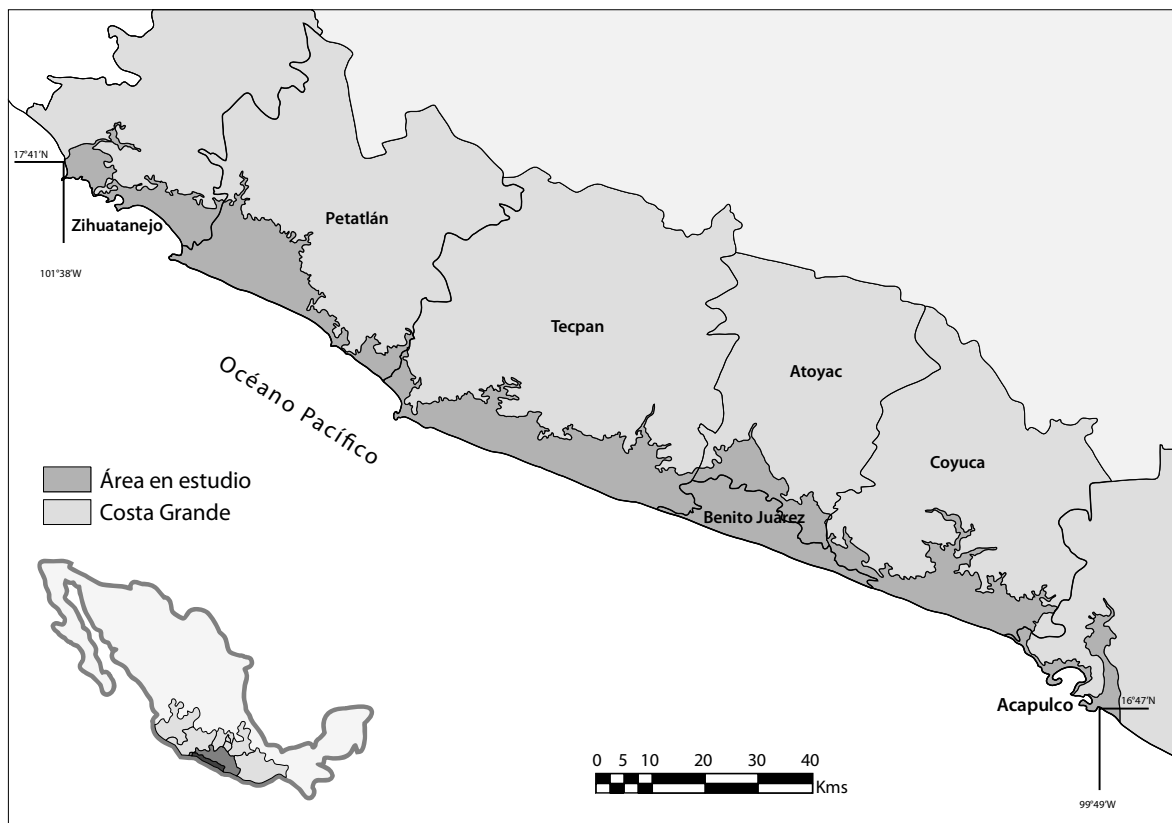 17°41'N
Petatlán
Zihuatanejo
101°38'W
Tecpan
Atoyac
Océano Pacífico
Coyuca
Área en estudio
Costa Grande
Benito Juárez
Acapulco
16°47'N
0 5 10 20 30 40
Kms
99°49'W